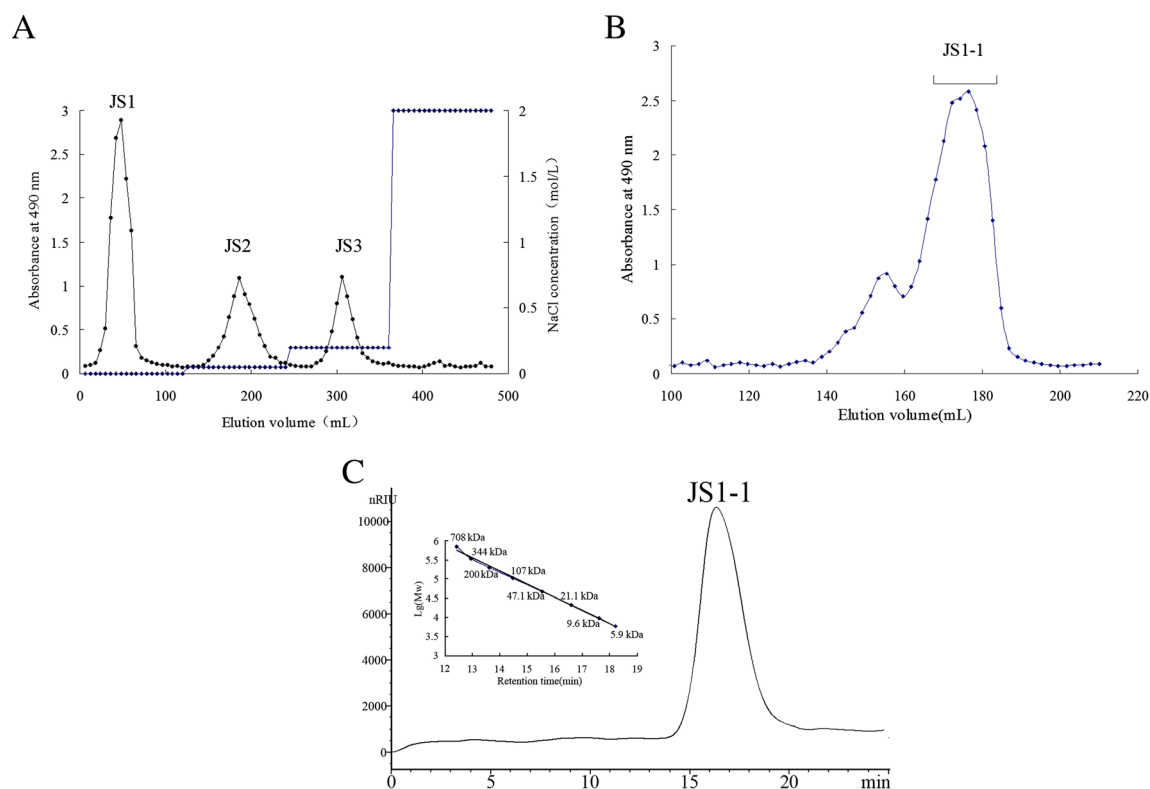 A
JS1
JS2
JS3
3
2.5
2
1.5
1
0.5
0
2
1.5
1
0.5
0
0
100
200
300
400
500
Absorbance at 490 nm
NaCl concentration（mol/L）
Elution volume（mL）
B
JS1-1
3
2.5
2
1.5
1
0.5
0
100
120
140
160
180
200
220
Absorbance at 490 nm
Elution volume(mL)
C
JS1-1
nRIU
10000
8000
6000
4000
2000
0
0
5
10
15
20
min
6
5.5
5
4.5
4
3.5
3
Lg(Mw)
708 kDa
344 kDa
200 kDa
107 kDa
47.1 kDa
21.1 kDa
9.6 kDa
5.9 kDa
12
13
14
15
16
17
18
19
Retention time(min)